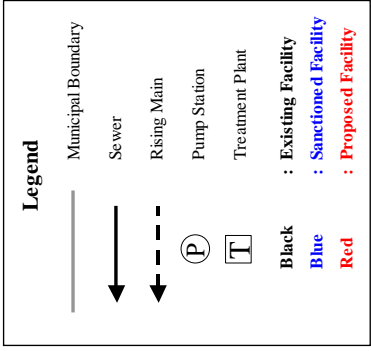 Legend
Municipal Boundary
Sewer
Rising Main
P Pump Station
T Treatment Plant
Black : Existing Facility
Blue : Sanctioned Facility
Red : Proposed Facility